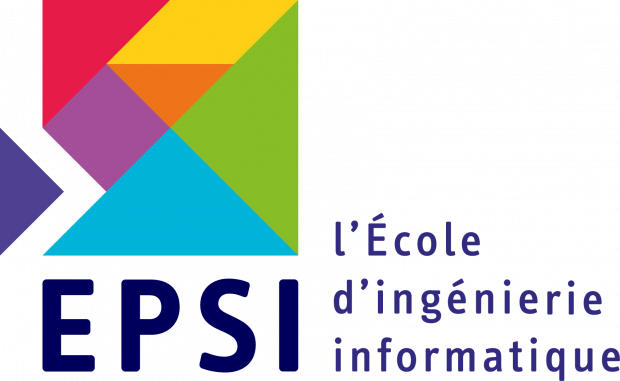 EPSI
l'École
d'ingénierie
informatique